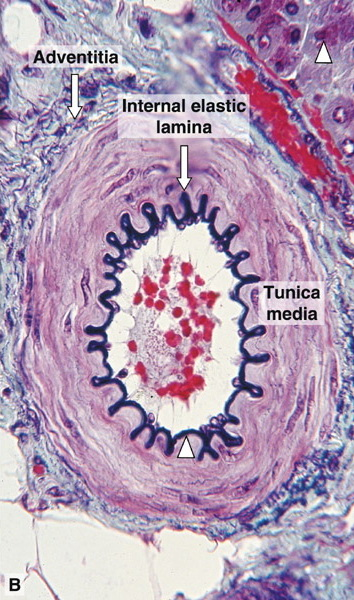 Adventitia
Internal elastic
lamina
Tunica
media
B